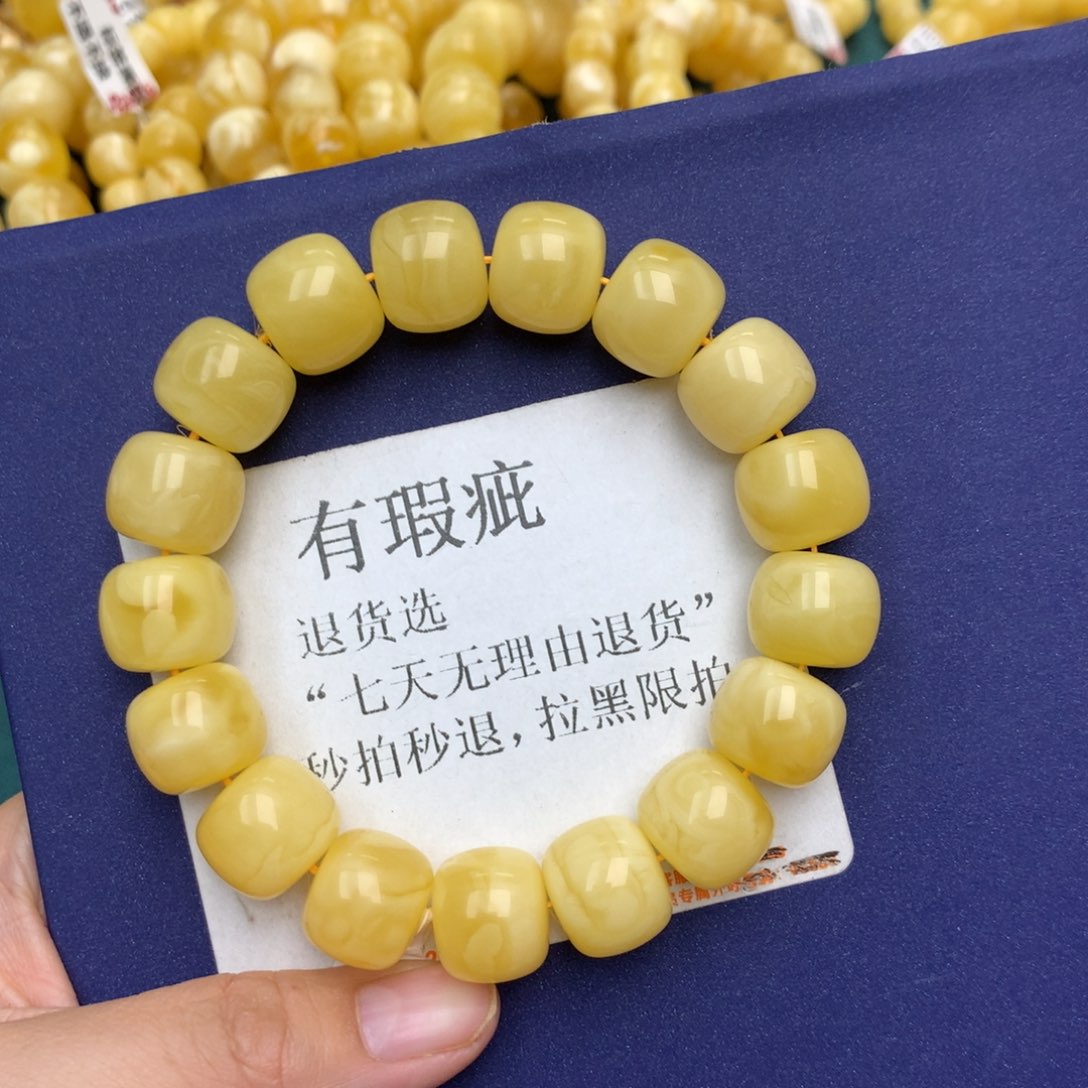 有瑕疵
退货选
“七天无理由退货”
秒拍秒退，拉黑限拍